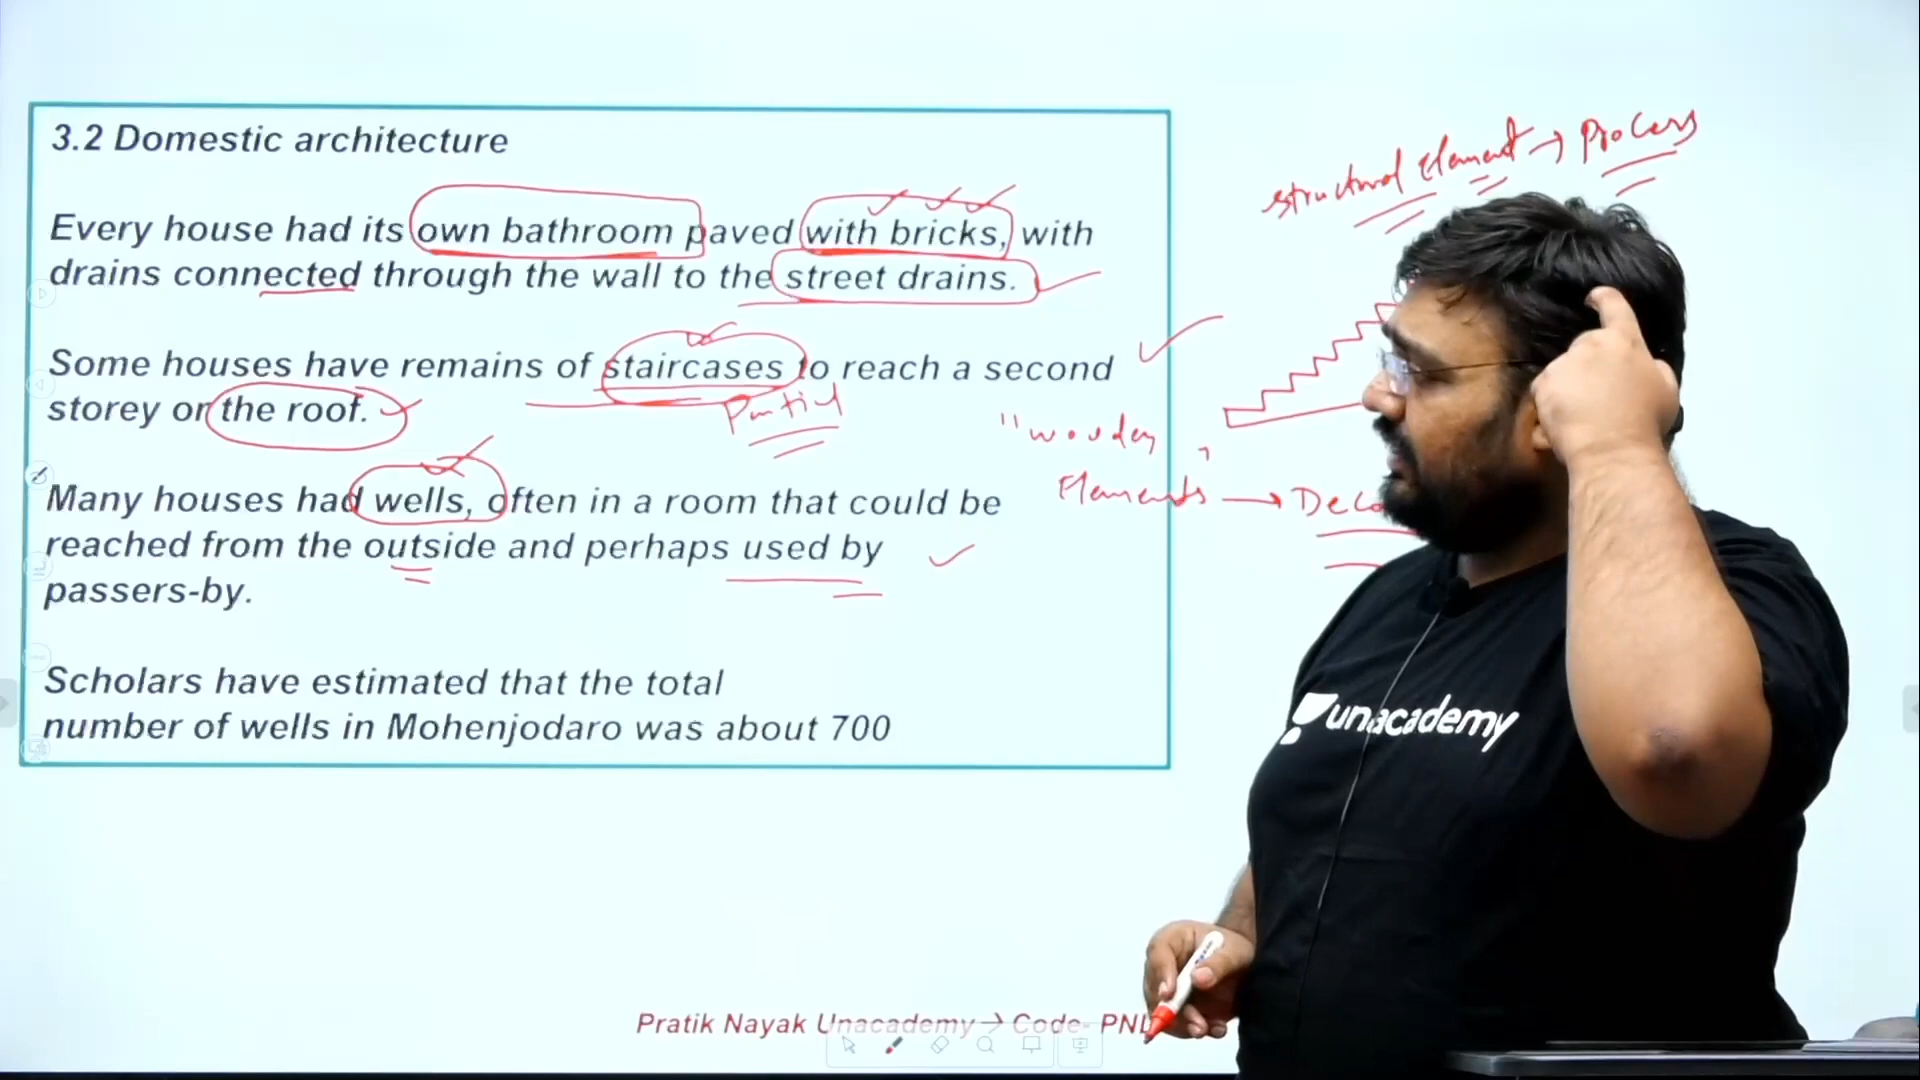 3.2 Domestic architecture
Every house had its own bathroom paved with bricks, with
drains connected through the wall to the street drains.
Some houses have remains of staircases to reach a second
storey or the roof.
Partial
Many houses had wells, often in a room that could be
reached from the outside and perhaps used by
passers-by.
Scholars have estimated that the total
number of wells in Mohenjodaro was about 700
structural Element → Process
"wooden
Elements →
unacademy
Pratik Nayak Unacademy → Code- PNL